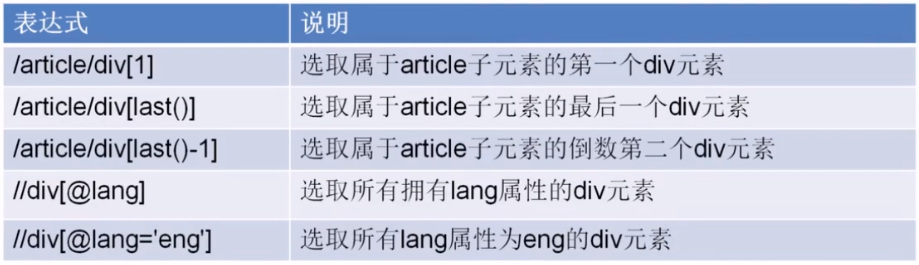 表达式 说明
/article/div[1] 选取属于article子元素的第一个div元素
/article/div[last()] 选取属于article子元素的最后一个div元素
/article/div[last()-1] 选取属于article子元素的倒数第二个div元素
//div[@lang] 选取所有拥有lang属性的div元素
//div[@lang='eng'] 选取所有lang属性为eng的div元素